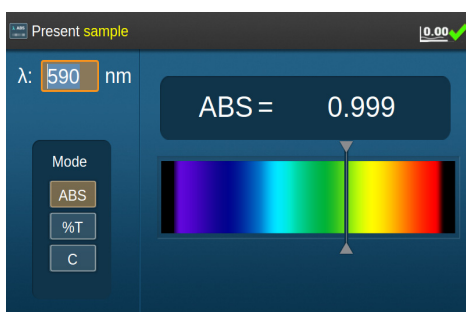 Present sample
0.00
λ: 590 nm
ABS = 0.999
Mode
ABS
%T
C